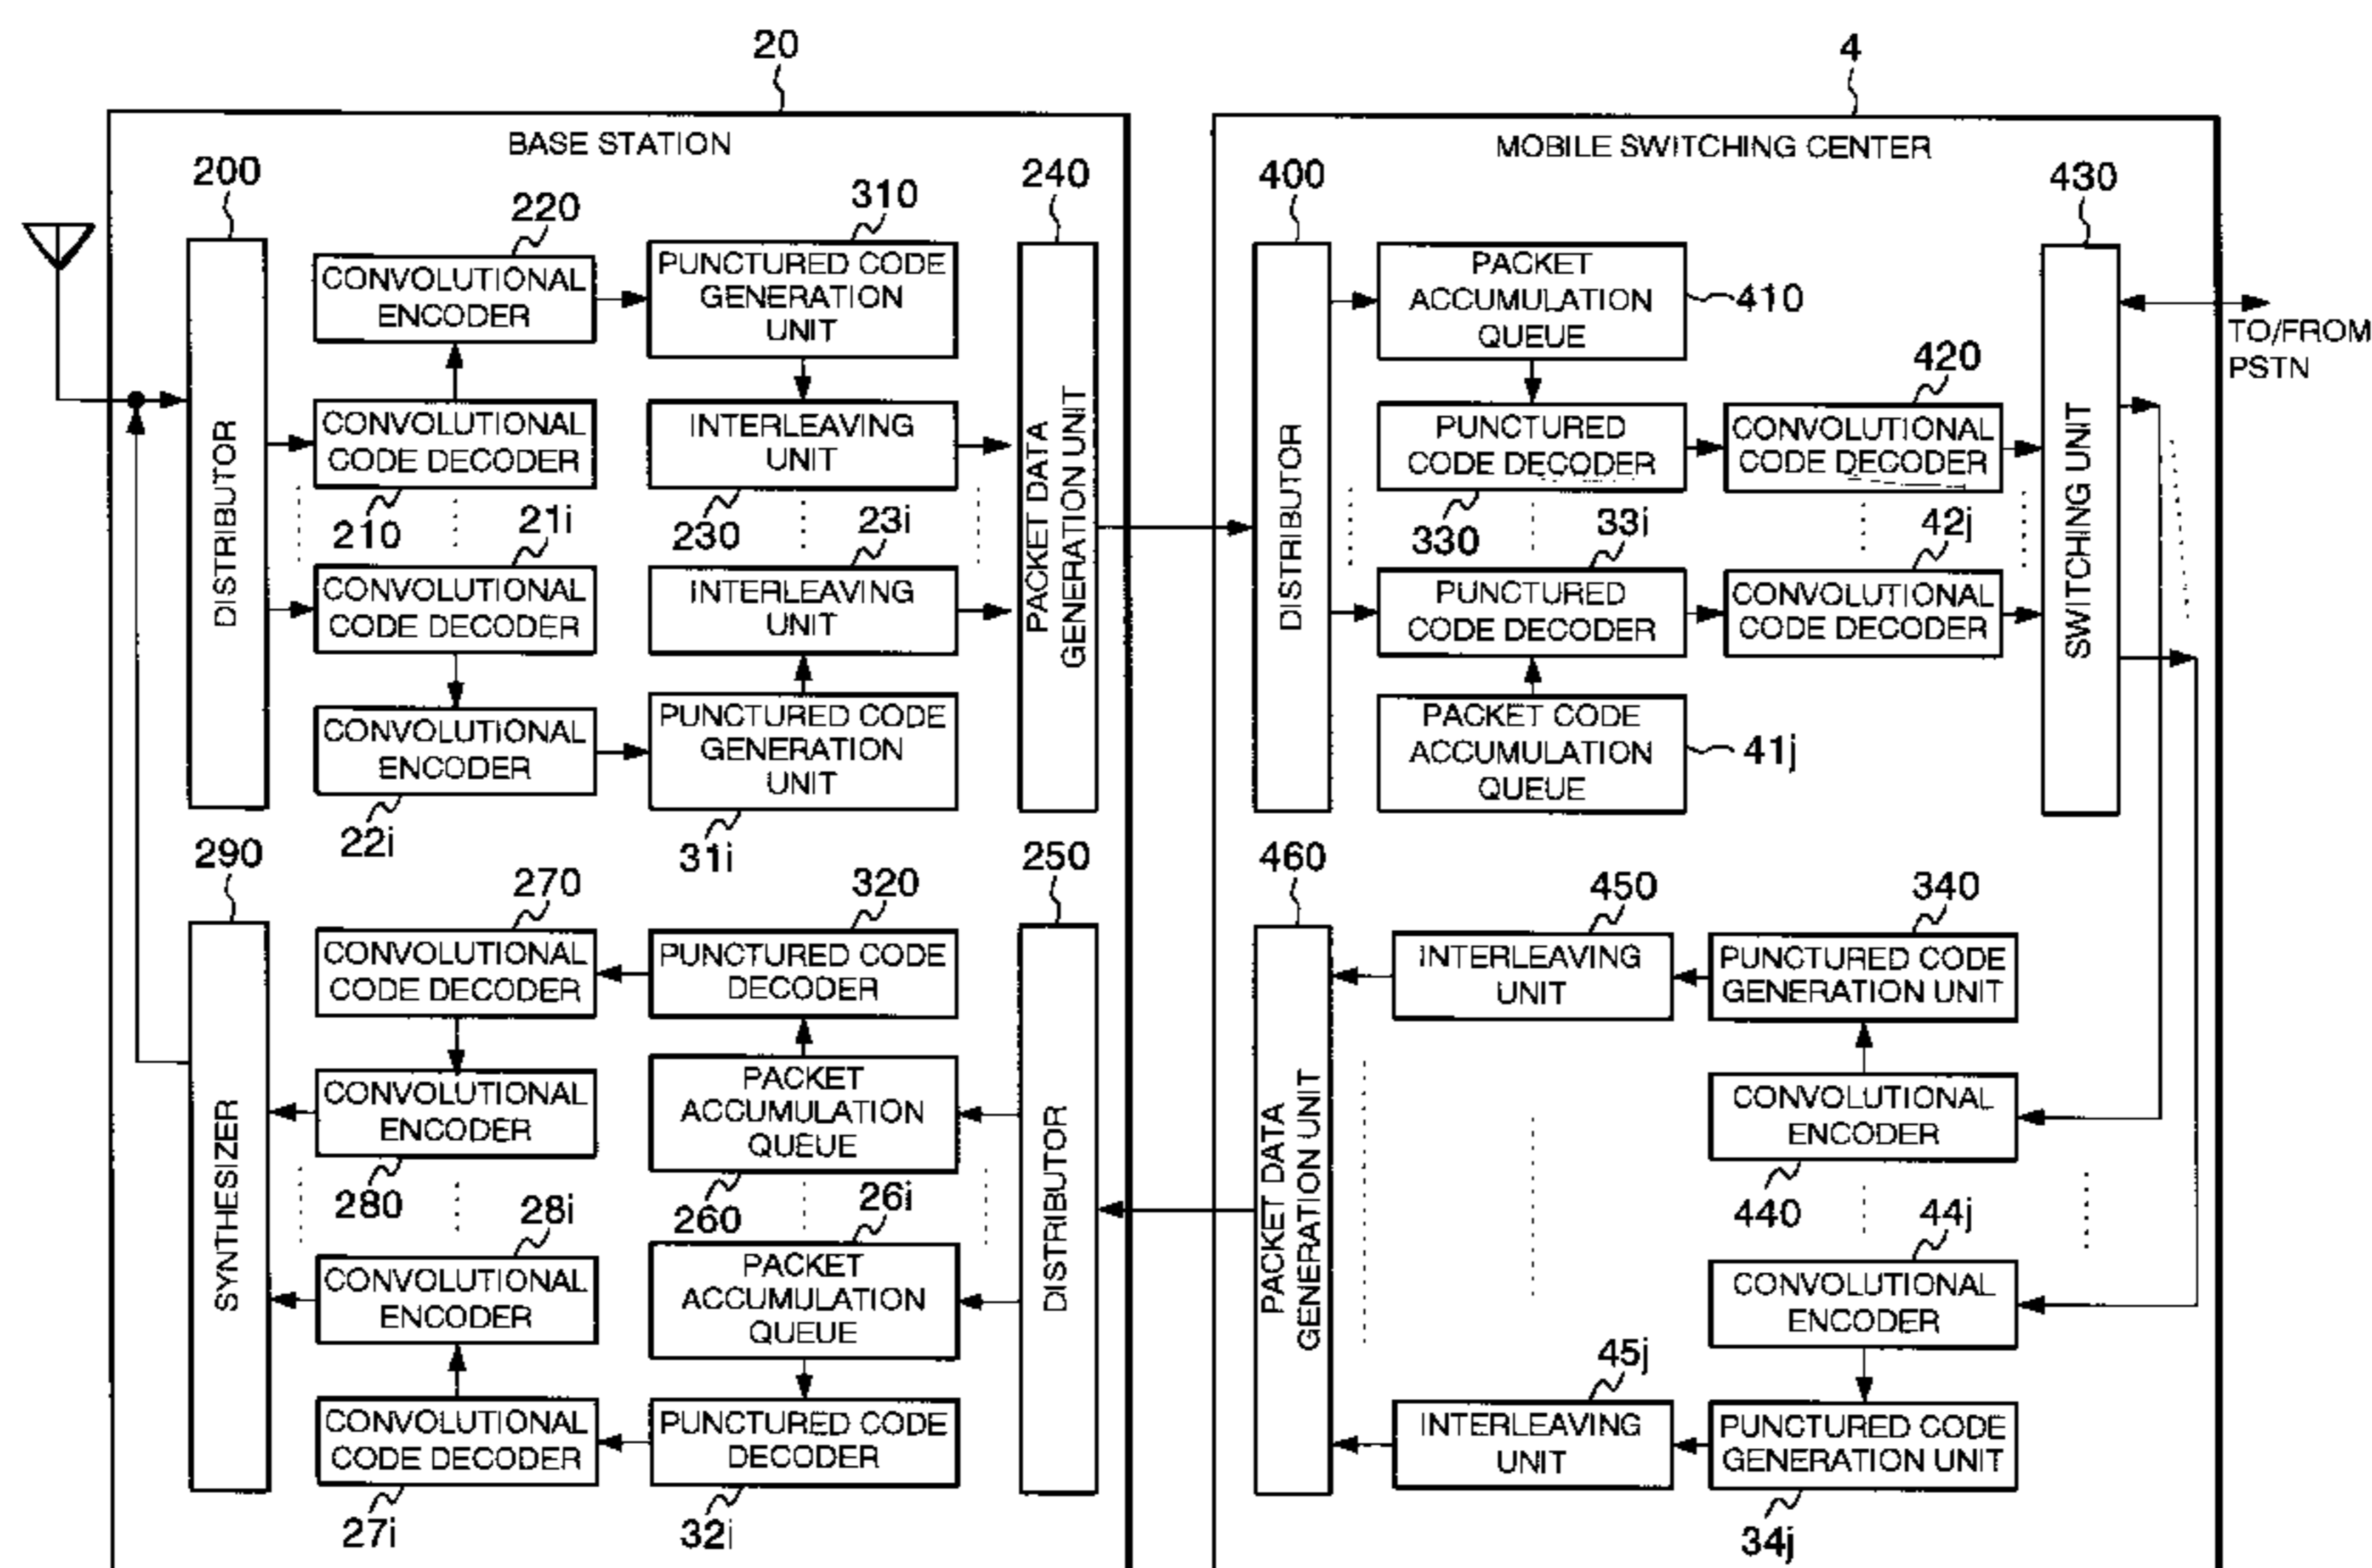 20
4
BASE STATION
MOBILE SWITCHING CENTER
200
220
310
240
400
430
CONVOLUTIONAL
ENCODER
PUNCTURED CODE
GENERATION
UNIT
PACKET
ACCUMULATION
QUEUE
410
TO/FROM
PSTN
420
DISTRIBUTOR
CONVOLUTIONAL
CODE DECODER
INTERLEAVING
UNIT
PACKET DATA
GENERATION UNIT
DISTRIBUTOR
PUNCTURED
CODE DECODER
CONVOLUTIONAL
CODE DECODER
SWITCHING UNIT
210
21i
230
23i
330
33i
42j
CONVOLUTIONAL
CODE DECODER
INTERLEAVING
UNIT
PUNCTURED
CODE DECODER
CONVOLUTIONAL
CODE DECODER
CONVOLUTIONAL
ENCODER
PUNCTURED CODE
GENERATION
UNIT
PACKET CODE
ACCUMULATION
QUEUE
41j
22i
31i
290
270
320
250
460
450
340
CONVOLUTIONAL
CODE DECODER
PUNCTURED CODE
DECODER
INTERLEAVING
UNIT
PUNCTURED CODE
GENERATION UNIT
SYNTHESIZER
CONVOLUTIONAL
ENCODER
PACKET
ACCUMULATION
QUEUE
DISTRIBUTOR
PACKET DATA
GENERATION UNIT
CONVOLUTIONAL
ENCODER
280
28i
260
26i
440
44j
CONVOLUTIONAL
ENCODER
PACKET
ACCUMULATION
QUEUE
CONVOLUTIONAL
ENCODER
45j
CONVOLUTIONAL
CODE DECODER
PUNCTURED CODE
DECODER
INTERLEAVING
UNIT
PUNCTURED CODE
GENERATION UNIT
27i
32i
34j